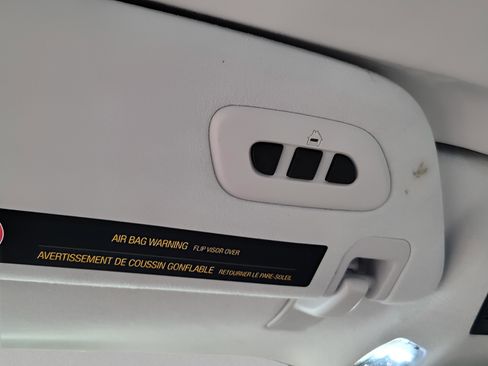 AIR BAG WARNING FLIP VISOR OVER
AVERTISSEMENT DE COUSSIN GONFLABLE RETOURNER LE PARE-SOLEIL